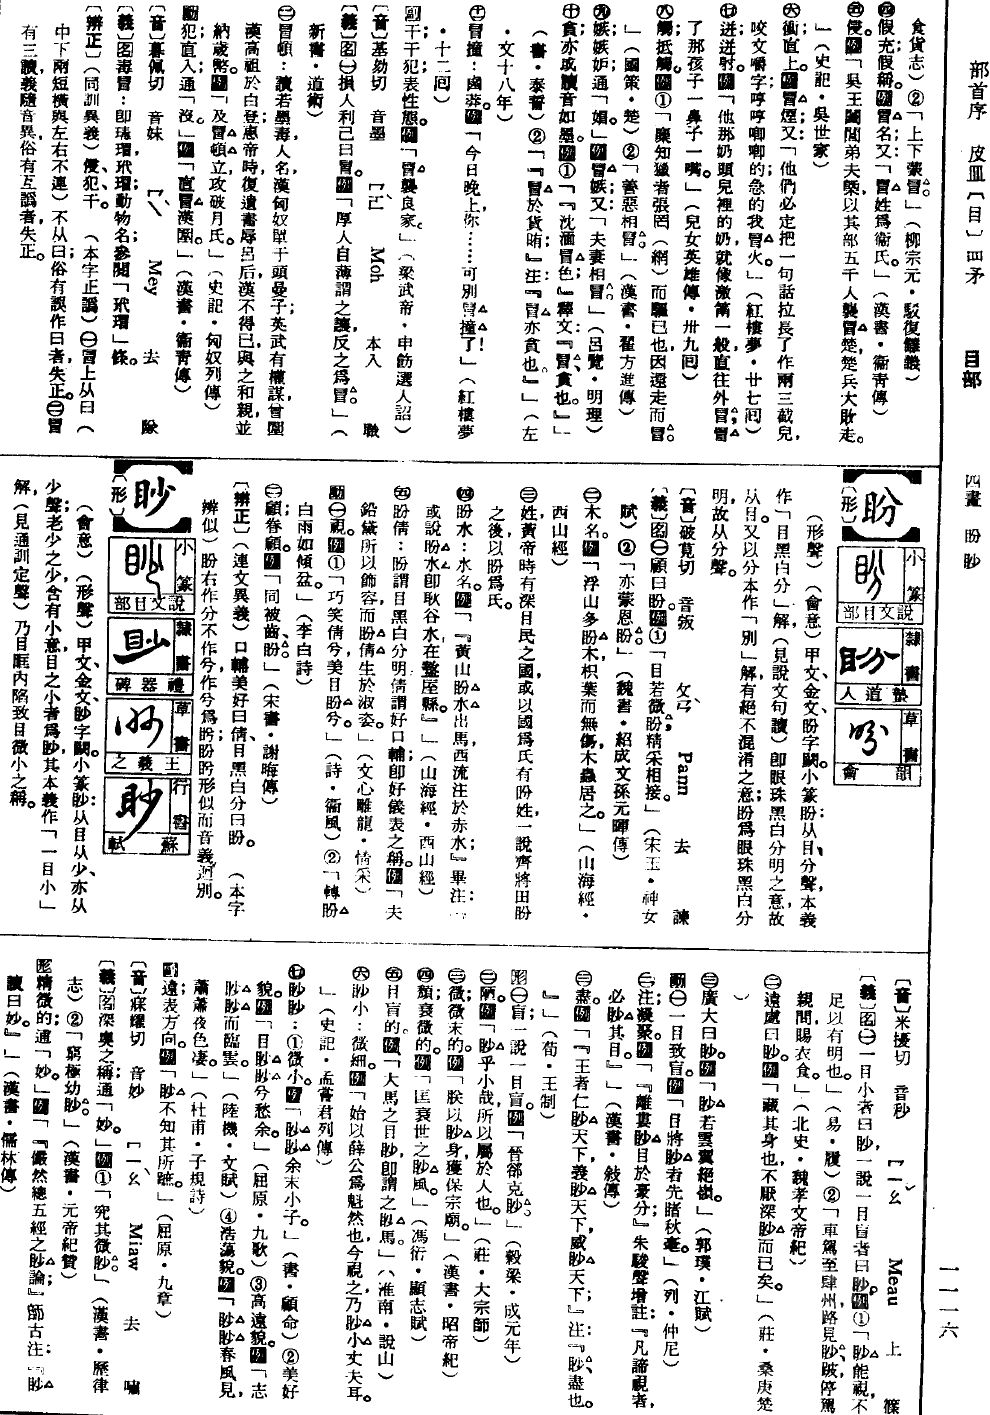 部首序　皮皿〔目〕四矛　目部　四畫　盼眇　一一一六
食貨志）②「上下蒙冒」（柳宗元・駁復讎議）
㈣假充假稱例冒名又「冒姓爲衞氏」（漢書・衞青傳）
㈤侵例「吳王闔閭弟夫槩以其部五千人襲冒楚楚兵大敗走。
」（史記・吳世家）
㈥衝直上例冒煙又「他們必定把一句話拉長了作兩三截兒，
咬文嚼字哼哼唧唧的急的我冒火」（紅樓夢・廿七回）
㈦迸迸射例「他那奶頭兒裡的奶就像激箭一般直往外冒冒
了那孩子一鼻子一嘴」（兒女英雄傳・卅九回）
㈧觸抵觸例①「麋知獵者張罔（網）而驅已也因還走而冒
」（國策・楚）②「善惡相冒」（漢書・翟方進傳）
㈨嫉嫉妒通「媢」例冒嫉又「夫妻相冒」（呂覽・明理）
㈩貪亦成讀音如墨例①「『沈湎冒色』釋文：『冒貪也』」
（書・泰誓）②「『冒於貨賄』注『冒亦貪也。』」（左
・文十八年）
冒撞：鹵莽例「今日晚上你……可別冒撞了！」（紅樓夢
・十二回）
副干干犯表性態例「冒襲良家」（梁武帝・申飭選人詔）
〔義〕名㈠損人利己曰冒例「厚人自薄謂之讓反之爲冒」（
新書・道術）
〔音〕墓勒切　音墨　Moh　本入　職
㈡冒頓：讀若墨毒人名漢匈奴單于頭曼子英武有權謀曾圍
漢高祖於白登惠帝時復遺書辱呂后漢不得已與之和親並
納歲幣例「及冒頓立攻破月氏」（史記・匈奴列傳）
動犯直入通「沒」例「直冒漢圍」（漢書・衞青傳）
〔音〕暮佩切　音妹　Mey　去　隊
〔義〕名毒冒：即瑇瑁玳瑁動物名參閱「玳瑁」條。
〔辨正〕（同訓異義）侵犯干。（本字正譌）㈠冒上从冃（
中下兩短橫與左右不連）不从曰俗有誤作曰者失正㈡冒
有三讀義隨音異俗有互譌者失正。
盼
〔形〕
小篆　說文目部
隸書　塾道人
草書　韻會
（形聲）（會意）甲文金文盼字闕小篆盼从目分聲本義
作「目黑白分」解（見說文句讀）即眼珠黑白分明之意故
从目又以分本作「別」解有絕不混淆之意盼爲眼珠黑白分
明故从分聲。
〔音〕破莧切　音　ㄆㄢˋ　Pann　去　諫
〔義〕名㈠顧曰盼例①「目若微盼精采相接」（宋玉・神女
賦）②「亦蒙恩盼」（魏書・紹成文孫元暉傳）
㈡木名。例「浮山多盼木枳葉而無傷木蟲居之」（山海經・
西山經）
㈢姓黃帝時有深目民之國或以國爲氏有盼姓一說齊將田盼
之後以盼爲氏。
㈣盼水：水名例「『黃山盼水出焉西流注於赤水』畢注：
或說盼水即耿谷水在盩厔縣』」（山海經・西山經）
㈤盼倩：盼謂目黑白分明倩謂好口輔即好儀表之稱例「夫
鉛黛所以飾容而盼倩生於淑姿」（文心雕龍・情采）
動㈠視例①「巧笑倩兮美目盼兮」（詩・衞風）②「轉盼
白雨如傾盆」（李白詩）
㈡顧眷顧例「同被齒盼」（宋書・謝晦傳）
〔辨正〕（連文異義）口輔美好曰倩目黑白分曰盼。（本字
辨似）盼右作分不作兮作兮爲盻盼盻形似而音義迥別。
眇
〔形〕
小篆　說文目部
隸書　禮器碑
草書　王羲之
行書　蘇軾
（會意）（形聲）甲文金文眇字闕小篆眇从目从少亦从
少聲老少之少含有小意目之小者爲眇其本義作「一目小」
解（見通訓定聲）乃目眶內陷致目微小之稱。
〔音〕米擾切　音秒　ㄇㄧㄠˇ　Meau　上　篠
〔義〕名㈠一目小者曰眇一說一目盲者曰眇例①「眇能視不
足以有明也」（易・履）②「車駕至肆州路見眇跛停駕
親問賜衣食」（北史・魏孝文帝紀）
㈡遠處曰眇例「藏其身也不厭深眇而已矣」（莊・桑庚楚
）
㈢廣大曰眇例「眇若雲翼絕嶺」（郭璞・江賦）
動㈠一目致盲例「目將眇者先睹秋毫」（列・仲尼）
㈡注凝聚例「『離婁眇目於豪分』朱駿聲增註『凡諦視者，
必眇其目』」（漢書・敍傳）
㈢盡例「『王者仁眇天下義眇天下威眇天下』注：『眇盡也。
』」（荀・王制）
形㈠盲一說一目盲例「晉郤克眇」（穀梁・成元年）
㈡陋例「眇乎小哉所以屬於人也」（莊・大宗師）
㈢微微末的例「朕以眇身獲保宗廟」（漢書・昭帝紀）
㈣頹衰微的例「匡衰世之眇風」（馮衍・顯志賦）
㈤目盲的例「大馬之目眇即謂之眇馬」（淮南・說山）
㈥眇小：微細例「始以薛公爲魁然也今視之乃眇小丈夫耳。
」（史記・孟嘗君列傳）
㈦眇眇：①微小例「眇眇余末小子」（書・顧命）②美好
貌例「目眇眇兮愁余」（屈原・九歌）③高遠貌例「志
眇眇而臨雲」（陸機・文賦）④浩蕩貌例「眇眇春風見，
蕭蕭夜色凄」（杜甫・子規詩）
副遠表方向例「眇不知其所蹠」（屈原・九章）
〔音〕寐耀切　音妙　ㄇㄧㄠˋ　Miaw　去　嘯
〔義〕名深奧之稱通「妙」例①「究其微眇」（漢書・歷律
志）②「窮極幼眇」（漢書・元帝紀贊）
形精微的通「妙」例「『儼然總五經之眇論』師古注：『眇
讀曰妙』」（漢書・儒林傳）